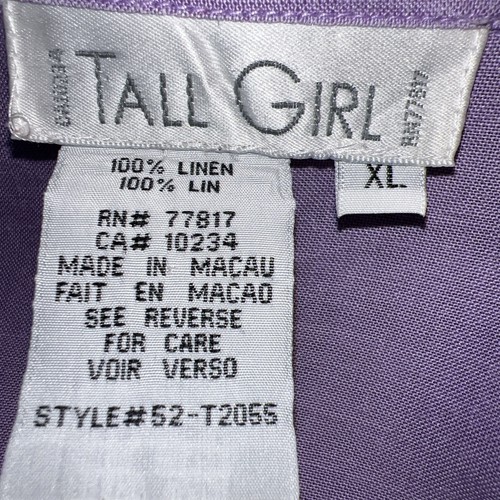 CA10234
TALL GIRL
RN77817
XL
100% LINEN
100% LIN
RN# 77817
CA# 10234
MADE IN MACAU
FAIT EN MACAO
SEE REVERSE
FOR CARE
VOIR VERSO
STYLE#52-T2055